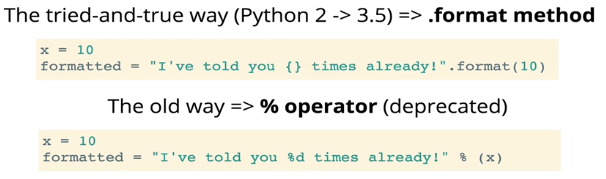 The tried-and-true way (Python 2 -> 3.5) => .format method
x = 10
formatted = "I've told you {} times already!".format(10)
The old way => % operator (deprecated)
x = 10
formatted = "I've told you %d times already!" % (x)